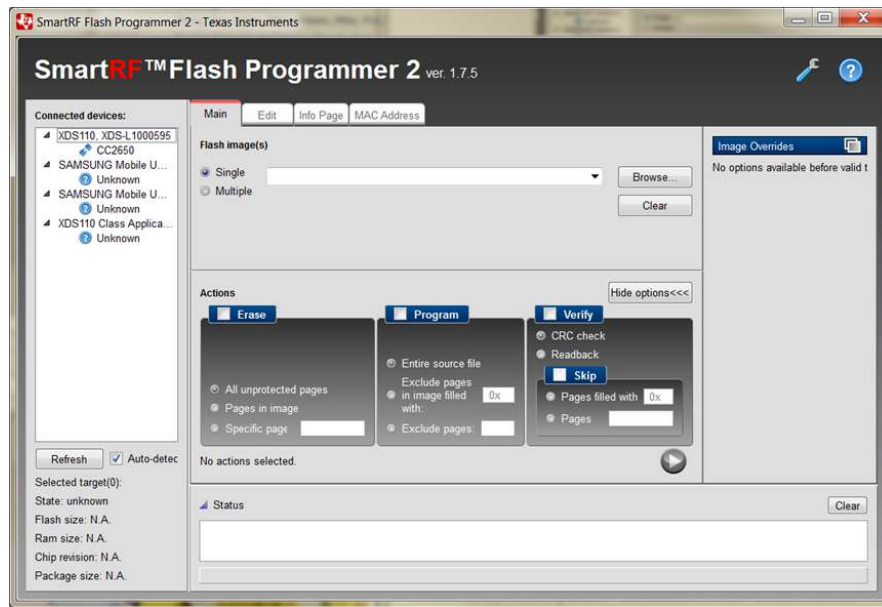 SmartRF Flash Programmer 2 - Texas Instruments
SmartRF™Flash Programmer 2 ver. 1.7.5
Connected devices:
XDS110, XDS-L1000595
CC2650
SAMSUNG Mobile U...
Unknown
SAMSUNG Mobile U...
Unknown
XDS110 Class Applica...
Unknown
Refresh
Auto-detec
Selected target(0):
State: unknown
Flash size: N.A.
Ram size: N.A.
Chip revision: N.A.
Package size: N.A.
Main Edit Info Page MAC Address
Flash image(s)
Single
Browse...
Multiple
Clear
Actions
Hide options<<<
Erase
All unprotected pages
Pages in image
Specific page
Program
Entire source file
Exclude pages
in image filled
with:
0x
Exclude pages:
Verify
CRC check
Readback
Skip
Pages filled with 0x
Pages
No actions selected.
Status
Clear
Image Overrides
No options available before valid t